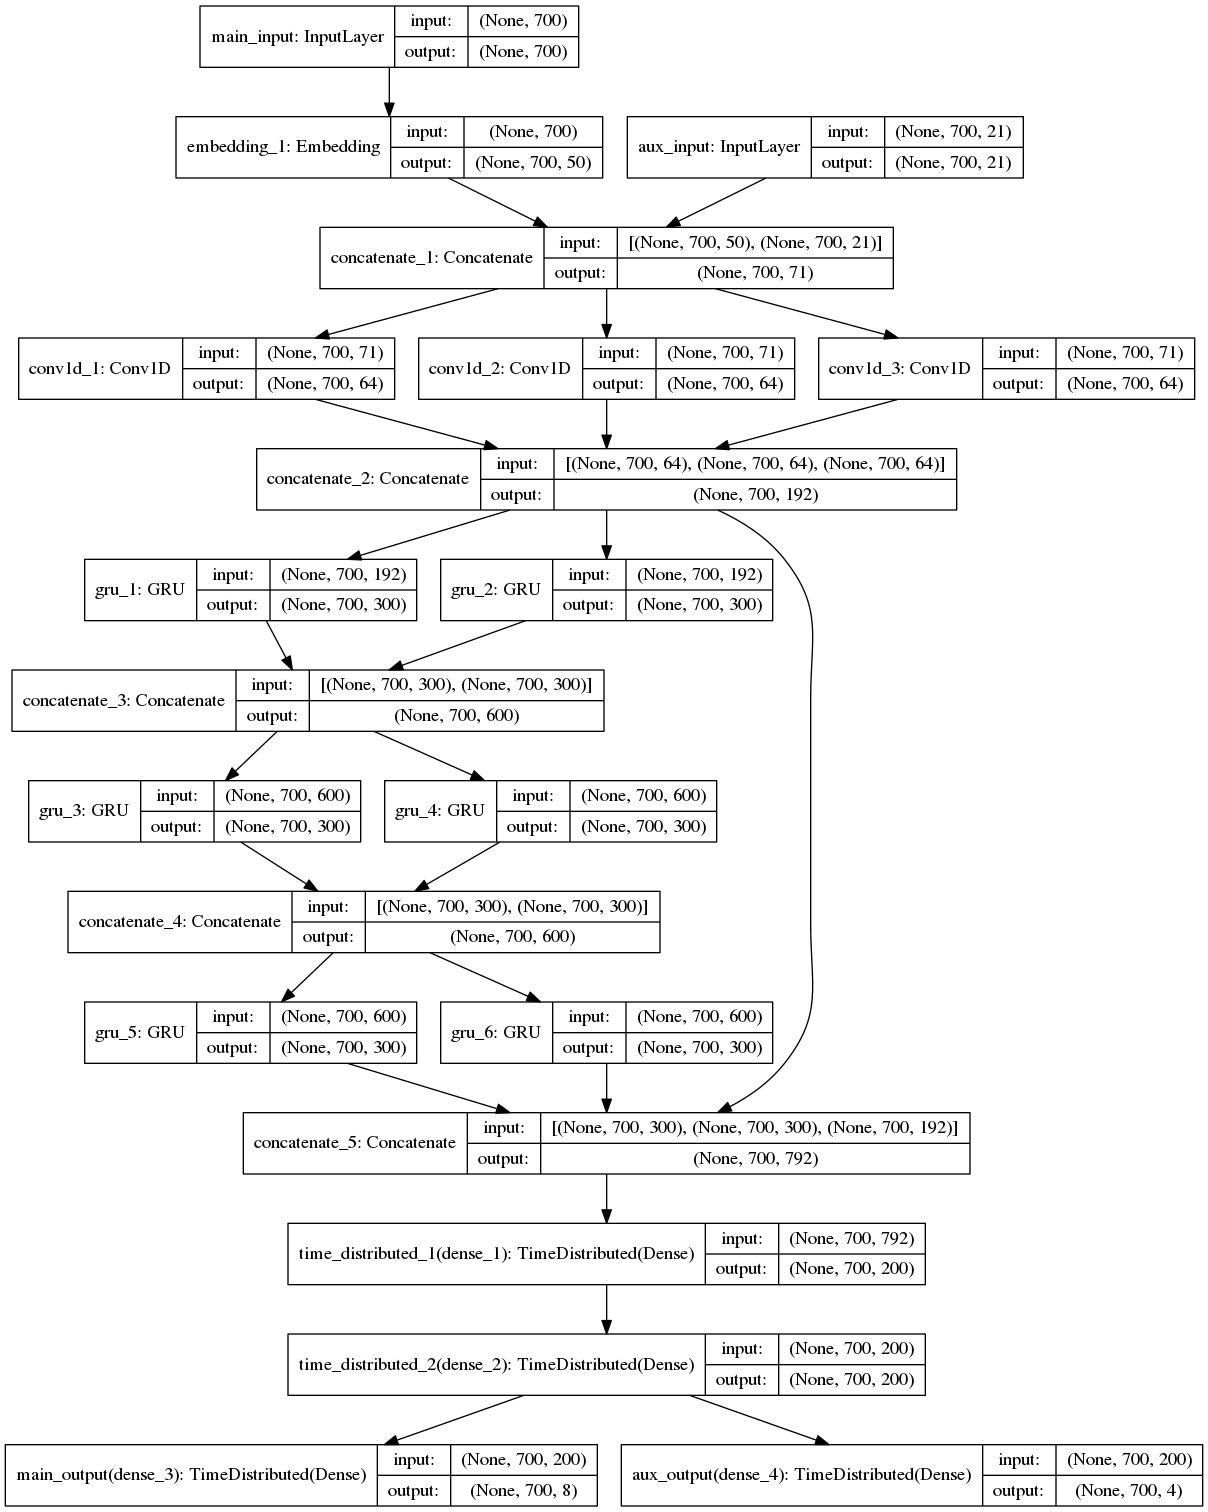 main_input: InputLayer
input:
(None, 700)
output:
(None, 700)
embedding_1: Embedding
input:
(None, 700)
output:
(None, 700, 50)
aux_input: InputLayer
input:
(None, 700, 21)
output:
(None, 700, 21)
concatenate_1: Concatenate
input:
[(None, 700, 50), (None, 700, 21)]
output:
(None, 700, 71)
conv1d_1: Conv1D
input:
(None, 700, 71)
output:
(None, 700, 64)
conv1d_2: Conv1D
input:
(None, 700, 71)
output:
(None, 700, 64)
conv1d_3: Conv1D
input:
(None, 700, 71)
output:
(None, 700, 64)
concatenate_2: Concatenate
input:
[(None, 700, 64), (None, 700, 64), (None, 700, 64)]
output:
(None, 700, 192)
gru_1: GRU
input:
(None, 700, 192)
output:
(None, 700, 300)
gru_2: GRU
input:
(None, 700, 192)
output:
(None, 700, 300)
concatenate_3: Concatenate
input:
[(None, 700, 300), (None, 700, 300)]
output:
(None, 700, 600)
gru_3: GRU
input:
(None, 700, 600)
output:
(None, 700, 300)
gru_4: GRU
input:
(None, 700, 600)
output:
(None, 700, 300)
concatenate_4: Concatenate
input:
[(None, 700, 300), (None, 700, 300)]
output:
(None, 700, 600)
gru_5: GRU
input:
(None, 700, 600)
output:
(None, 700, 300)
gru_6: GRU
input:
(None, 700, 600)
output:
(None, 700, 300)
concatenate_5: Concatenate
input:
[(None, 700, 300), (None, 700, 300), (None, 700, 192)]
output:
(None, 700, 792)
time_distributed_1(dense_1): TimeDistributed(Dense)
input:
(None, 700, 792)
output:
(None, 700, 200)
time_distributed_2(dense_2): TimeDistributed(Dense)
input:
(None, 700, 200)
output:
(None, 700, 200)
main_output(dense_3): TimeDistributed(Dense)
input:
(None, 700, 200)
output:
(None, 700, 8)
aux_output(dense_4): TimeDistributed(Dense)
input:
(None, 700, 200)
output:
(None, 700, 4)